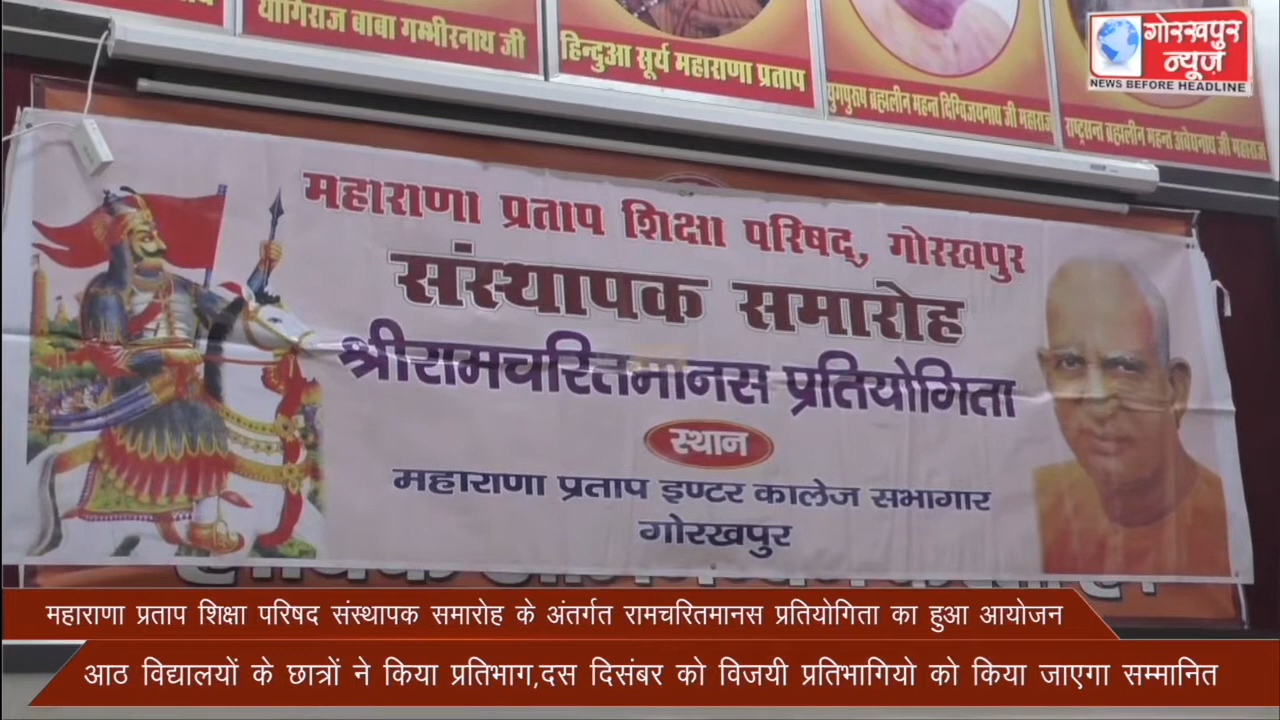 योगिराज बाबा गम्भीरनाथ जी
हिन्दुआ सूर्य महाराणा प्रताप
युगपुरुष ब्रह्मलीन महन्त दिग्विजयनाथ जी महाराज
राष्ट्रसन्त ब्रह्मलीन महन्त अवेद्यनाथ जी महाराज
गोरखपुर
न्यूज़
NEWS BEFORE HEADLINE
महाराणा प्रताप शिक्षा परिषद्, गोरखपुर
संस्थापक समारोह
श्रीरामचरितमानस प्रतियोगिता
स्थान
महाराणा प्रताप इण्टर कालेज सभागार
गोरखपुर
महाराणा प्रताप शिक्षा परिषद संस्थापक समारोह के अंतर्गत रामचरितमानस प्रतियोगिता का हुआ आयोजन
आठ विद्यालयों के छात्रों ने किया प्रतिभाग,दस दिसंबर को विजयी प्रतिभागियो को किया जाएगा सम्मानित